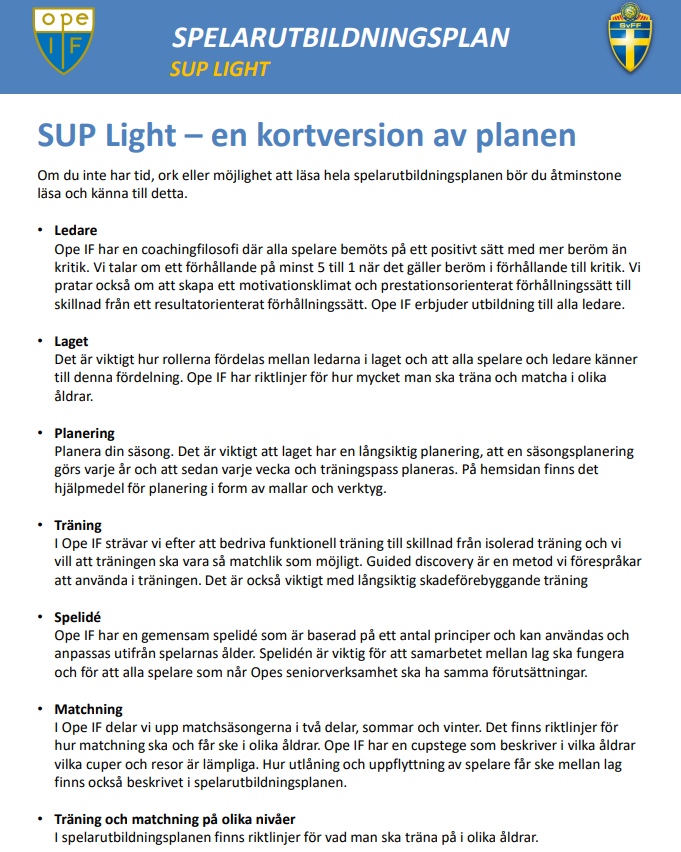 ope
I F
SPELARUTBILDNINGSPLAN
SUP LIGHT
SvFF
SUP Light – en kortversion av planen
Om du inte har tid, ork eller möjlighet att läsa hela spelarutbildningsplanen bör du åtminstone
läsa och känna till detta.
• Ledare
Ope IF har en coachingfilosofi där alla spelare bemöts på ett positivt sätt med mer beröm än
kritik. Vi talar om ett förhållande på minst 5 till 1 när det gäller beröm i förhållande till kritik. Vi
pratar också om att skapa ett motivationsklimat och prestationsorienterat förhållningssätt till
skillnad från ett resultatorienterat förhållningssätt. Ope IF erbjuder utbildning till alla ledare.
• Laget
Det är viktigt hur rollerna fördelas mellan ledarna i laget och att alla spelare och ledare känner
till denna fördelning. Ope IF har riktlinjer för hur mycket man ska träna och matcha i olika
åldrar.
• Planering
Planera din säsong. Det är viktigt att laget har en långsiktig planering, att en säsongsplanering
görs varje år och att sedan varje vecka och träningspass planeras. På hemsidan finns det
hjälpmedel för planering i form av mallar och verktyg.
• Träning
I Ope IF strävar vi efter att bedriva funktionell träning till skillnad från isolerad träning och vi
vill att träningen ska vara så matchlik som möjligt. Guided discovery är en metod vi förespråkar
att använda i träningen. Det är också viktigt med långsiktig skadeförebyggande träning
• Spelidé
Ope IF har en gemensam spelidé som är baserad på ett antal principer och kan användas och
anpassas utifrån spelarnas ålder. Spelidén är viktig för att samarbetet mellan lag ska fungera
och för att alla spelare som når Opes seniorverksamhet ska ha samma förutsättningar.
• Matchning
I Ope IF delar vi upp matchsäsongerna i två delar, sommar och vinter. Det finns riktlinjer för
hur matchning ska och får ske i olika åldrar. Ope IF har en cupstege som beskriver i vilka åldrar
vilka cuper och resor är lämpliga. Hur utlåning och uppflyttning av spelare får ske mellan lag
finns också beskrivet i spelarutbildningsplanen.
• Träning och matchning på olika nivåer
I spelarutbildningsplanen finns riktlinjer för vad man ska träna på i olika åldrar.